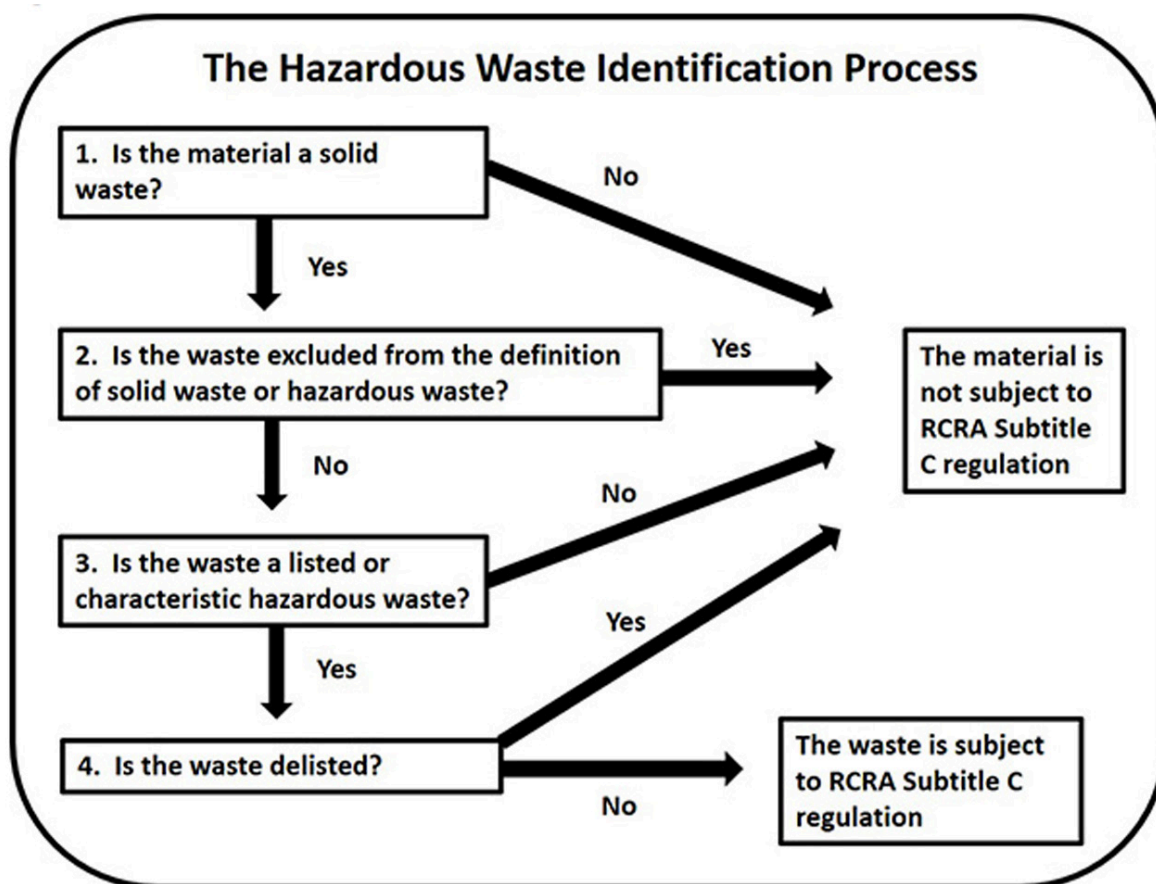 The Hazardous Waste Identification Process
1. Is the material a solid
waste?
No
Yes
2. Is the waste excluded from the definition
of solid waste or hazardous waste?
Yes
The material is
not subject to
RCRA Subtitle
C regulation
No
No
3. Is the waste a listed or
characteristic hazardous waste?
Yes
Yes
4. Is the waste delisted?
No
The waste is subject
to RCRA Subtitle C
regulation